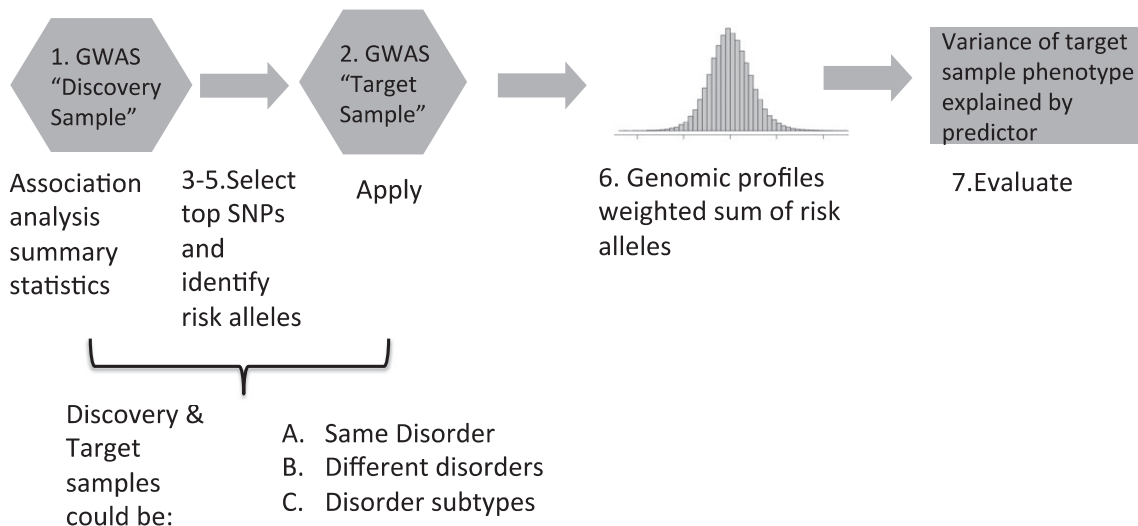 1. GWAS
“Discovery
Sample”
2. GWAS
“Target
Sample”
Variance of target
sample phenotype
explained by
predictor
Association
analysis
summary
statistics
3-5.Select
top SNPs
and
identify
risk alleles
Apply
6. Genomic profiles
weighted sum of risk
alleles
7.Evaluate
Discovery &
Target
samples
could be:
A. Same Disorder
B. Different disorders
C. Disorder subtypes